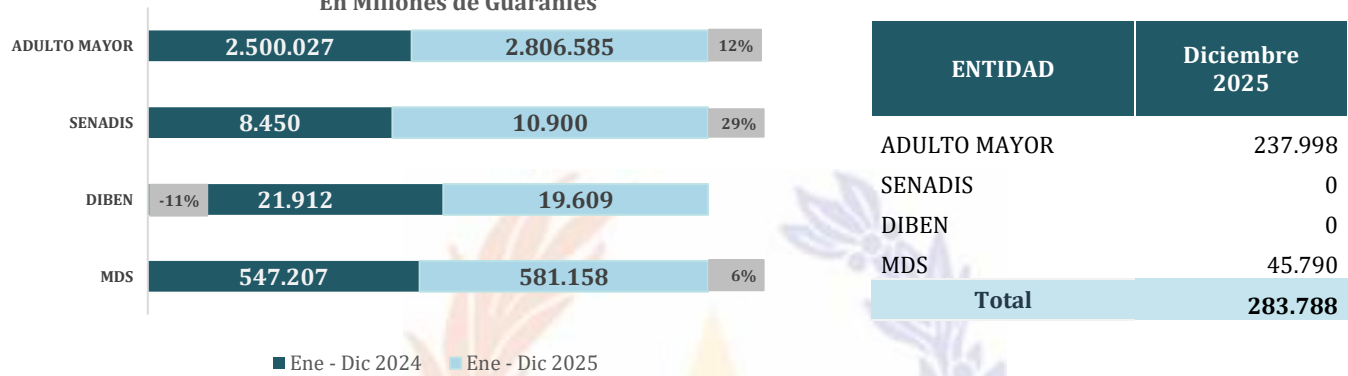 En Millones de Guaraníes
ADULTO MAYOR 2.500.027 2.806.585 12%
SENADIS 8.450 10.900 29%
DIBEN -11% 21.912 19.609
MDS 547.207 581.158 6%
Ene - Dic 2024 Ene - Dic 2025
ENTIDAD Diciembre 2025
ADULTO MAYOR 237.998
SENADIS 0
DIBEN 0
MDS 45.790
Total 283.788